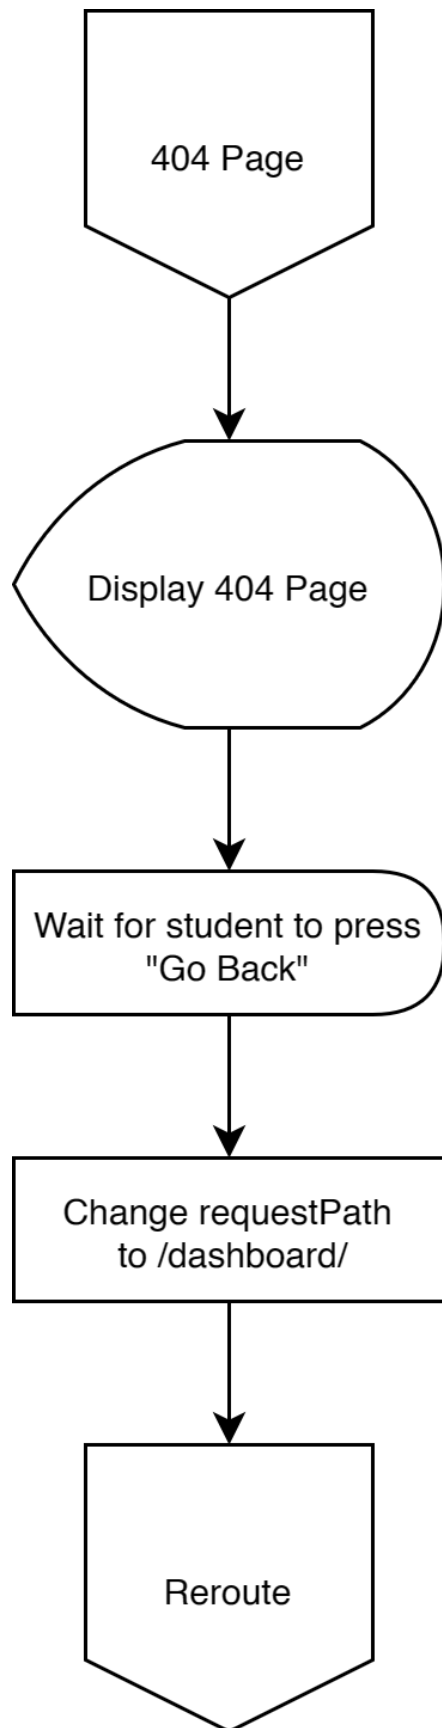 404 Page
Display 404 Page
Wait for student to press
"Go Back"
Change requestPath
to /dashboard/
Reroute